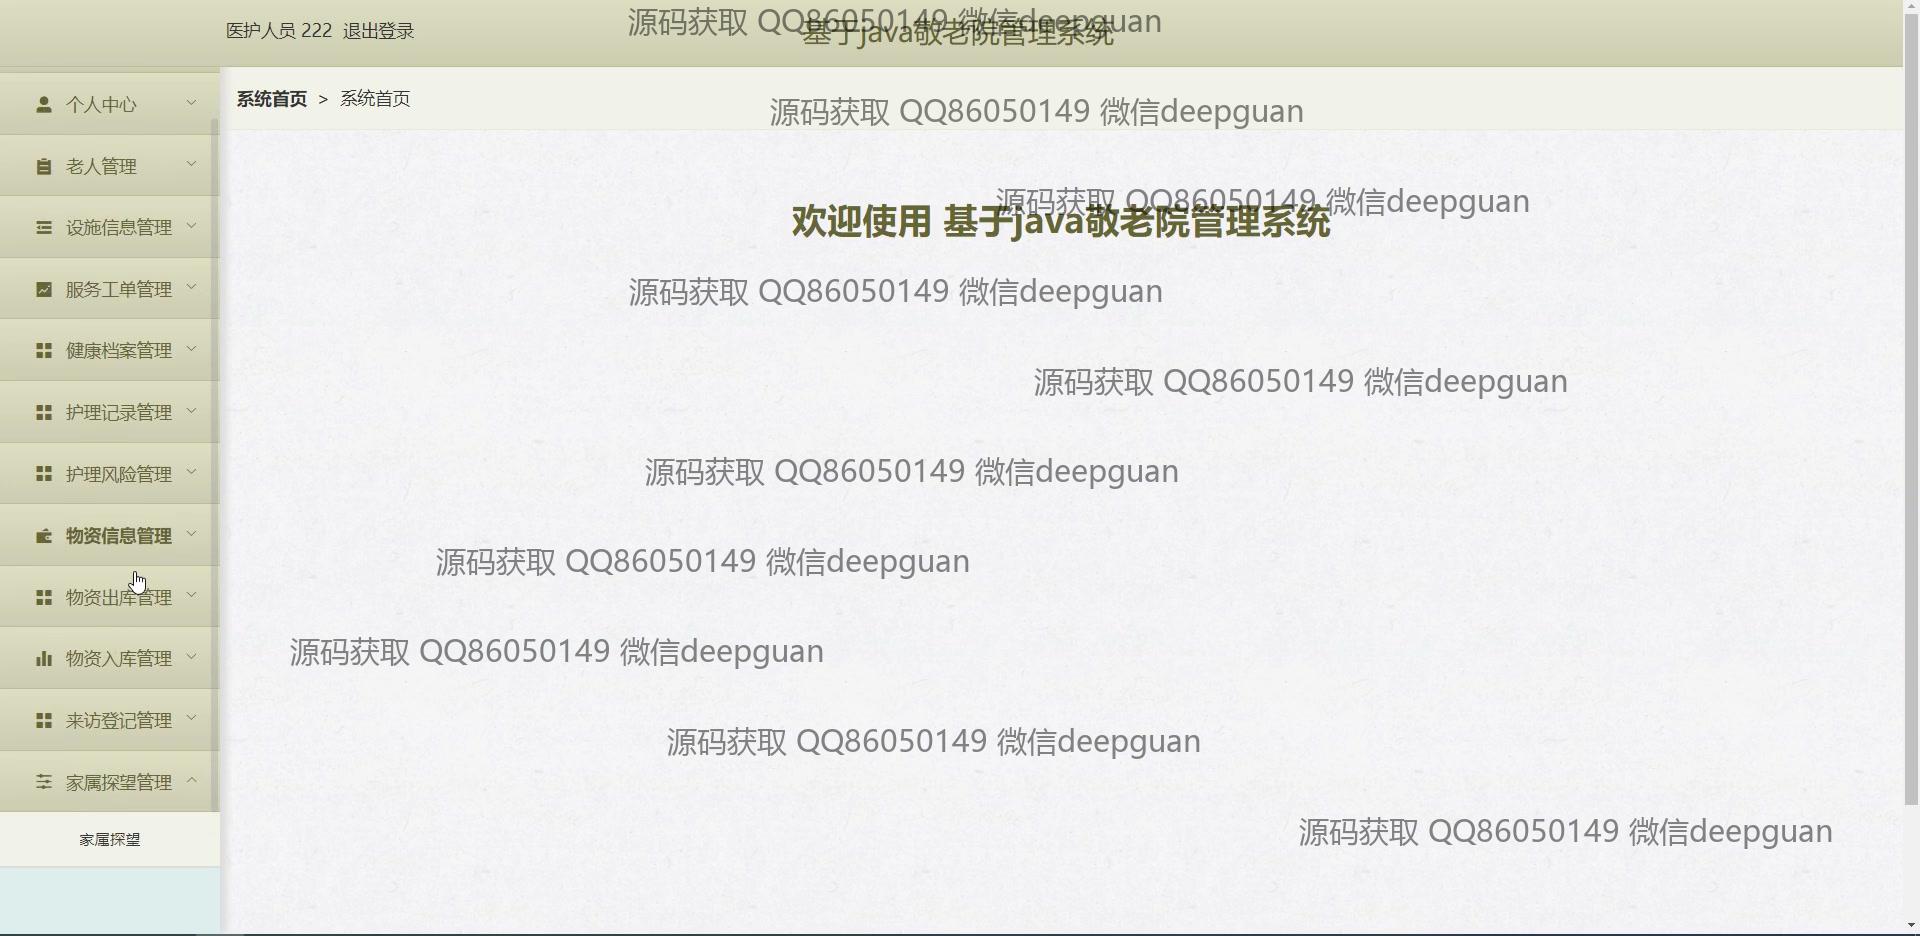 医护人员 222 退出登录
源码获取 QQ86050149 微信deepguan
基于java敬老院管理系统
系统首页 > 系统首页
源码获取 QQ86050149 微信deepguan
个人中心
老人管理
设施信息管理
服务工单管理
健康档案管理
护理记录管理
护理风险管理
物资信息管理
物资出库管理
物资入库管理
来访登记管理
家属探望管理
家属探望
源码获取 QQ86050149 微信deepguan
欢迎使用 基于java敬老院管理系统
源码获取 QQ86050149 微信deepguan
源码获取 QQ86050149 微信deepguan
源码获取 QQ86050149 微信deepguan
源码获取 QQ86050149 微信deepguan
源码获取 QQ86050149 微信deepguan
源码获取 QQ86050149 微信deepguan
源码获取 QQ86050149 微信deepguan